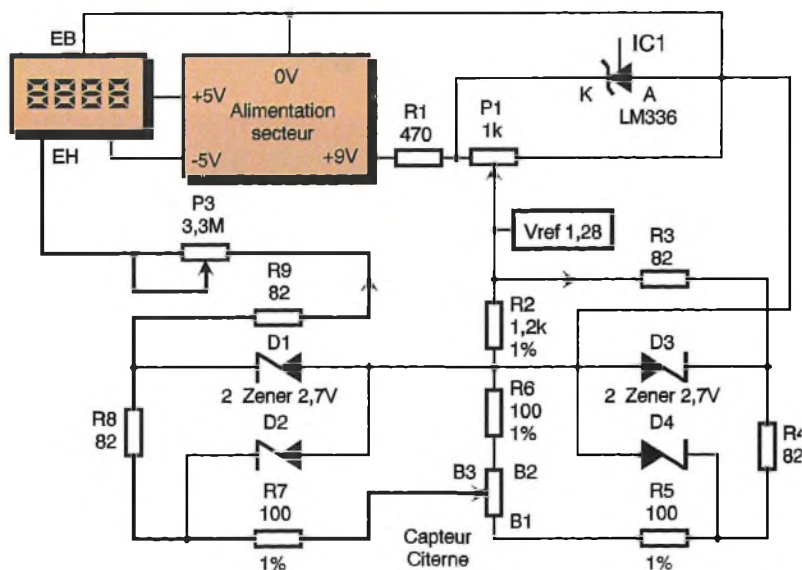 EB
IC1
0V
+5V
Alimentation
secteur
-5V
+9V
EH
R1
470
P1
1k
K
A
LM336
P3
3,3M
Vref 1,28
R3
82
R9
82
R2
1,2k
1%
D1
2 Zener 2,7V
D3
2 Zener 2,7V
R8
82
D2
R6
100
1%
D4
R4
82
R7
100
1%
B3
B2
B1
Capteur
Citerne
R5
100
1%